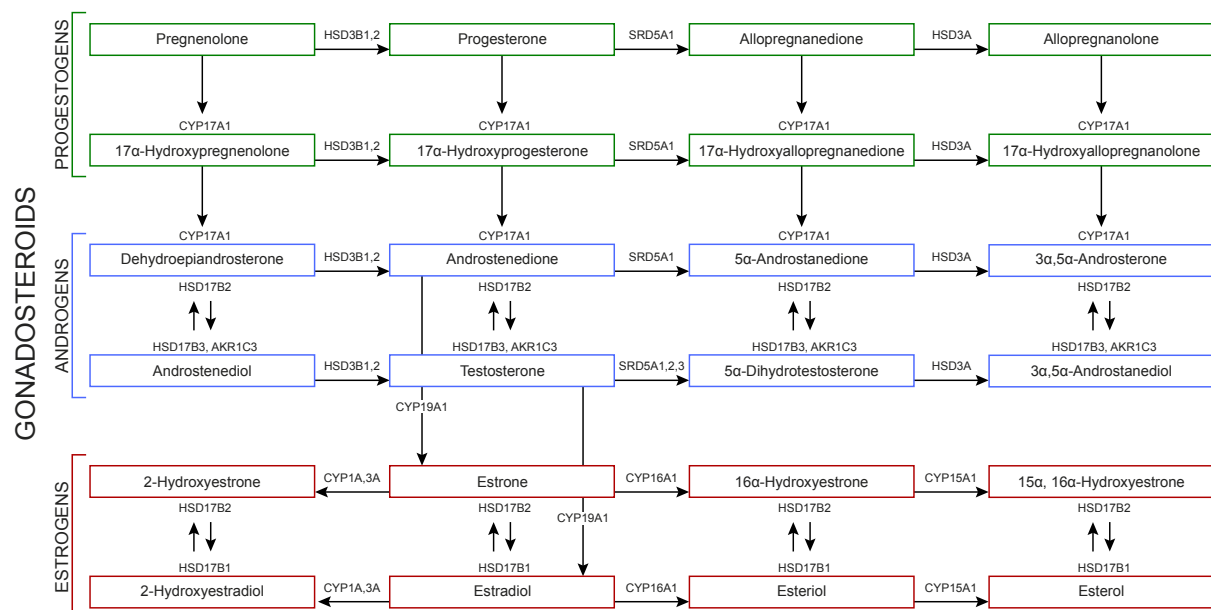 GONADOSTEROIDS
PROGESTOGENS
Pregnenolone HSD3B1,2 Progesterone SRD5A1 Allopregnanedione HSD3A Allopregnanolone
CYP17A1 CYP17A1 CYP17A1 CYP17A1
17α-Hydroxypregnenolone HSD3B1,2 17α-Hydroxyprogesterone SRD5A1 17α-Hydroxyallopregnanedione HSD3A 17α-Hydroxyallopregnanolone
ANDROGENS
CYP17A1 CYP17A1 CYP17A1 CYP17A1
Dehydroepiandrosterone HSD3B1,2 Androstenedione SRD5A1 5α-Androstanedione HSD3A 3α,5α-Androsterone
HSD17B2 HSD17B2 HSD17B2 HSD17B2
HSD17B3, AKR1C3 HSD17B3, AKR1C3 HSD17B3, AKR1C3 HSD17B3, AKR1C3
Androstenediol HSD3B1,2 Testosterone SRD5A1,2,3 5α-Dihydrotestosterone HSD3A 3α,5α-Androstanediol
CYP19A1
ESTROGENS
2-Hydroxyestrone CYP1A,3A Estrone CYP16A1 16α-Hydroxyestrone CYP15A1 15α, 16α-Hydroxyestrone
HSD17B2 HSD17B2 HSD17B2 HSD17B2
CYP19A1
HSD17B1 HSD17B1 HSD17B1 HSD17B1
2-Hydroxyestradiol CYP1A,3A Estradiol CYP16A1 Esteriol CYP15A1 Esterol